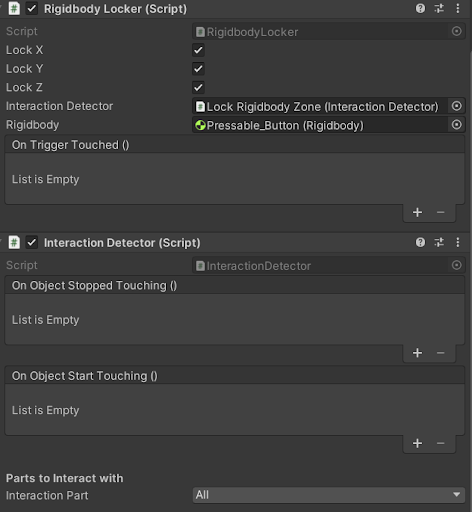 Rigidbody Locker (Script)
Script RigidbodyLocker
Lock X
Lock Y
Lock Z
Interaction Detector Lock Rigidbody Zone (Interaction Detector)
Rigidbody Pressable_Button (Rigidbody)
On Trigger Touched ()
List is Empty
Interaction Detector (Script)
Script InteractionDetector
On Object Stopped Touching ()
List is Empty
On Object Start Touching ()
List is Empty
Parts to Interact with
Interaction Part All